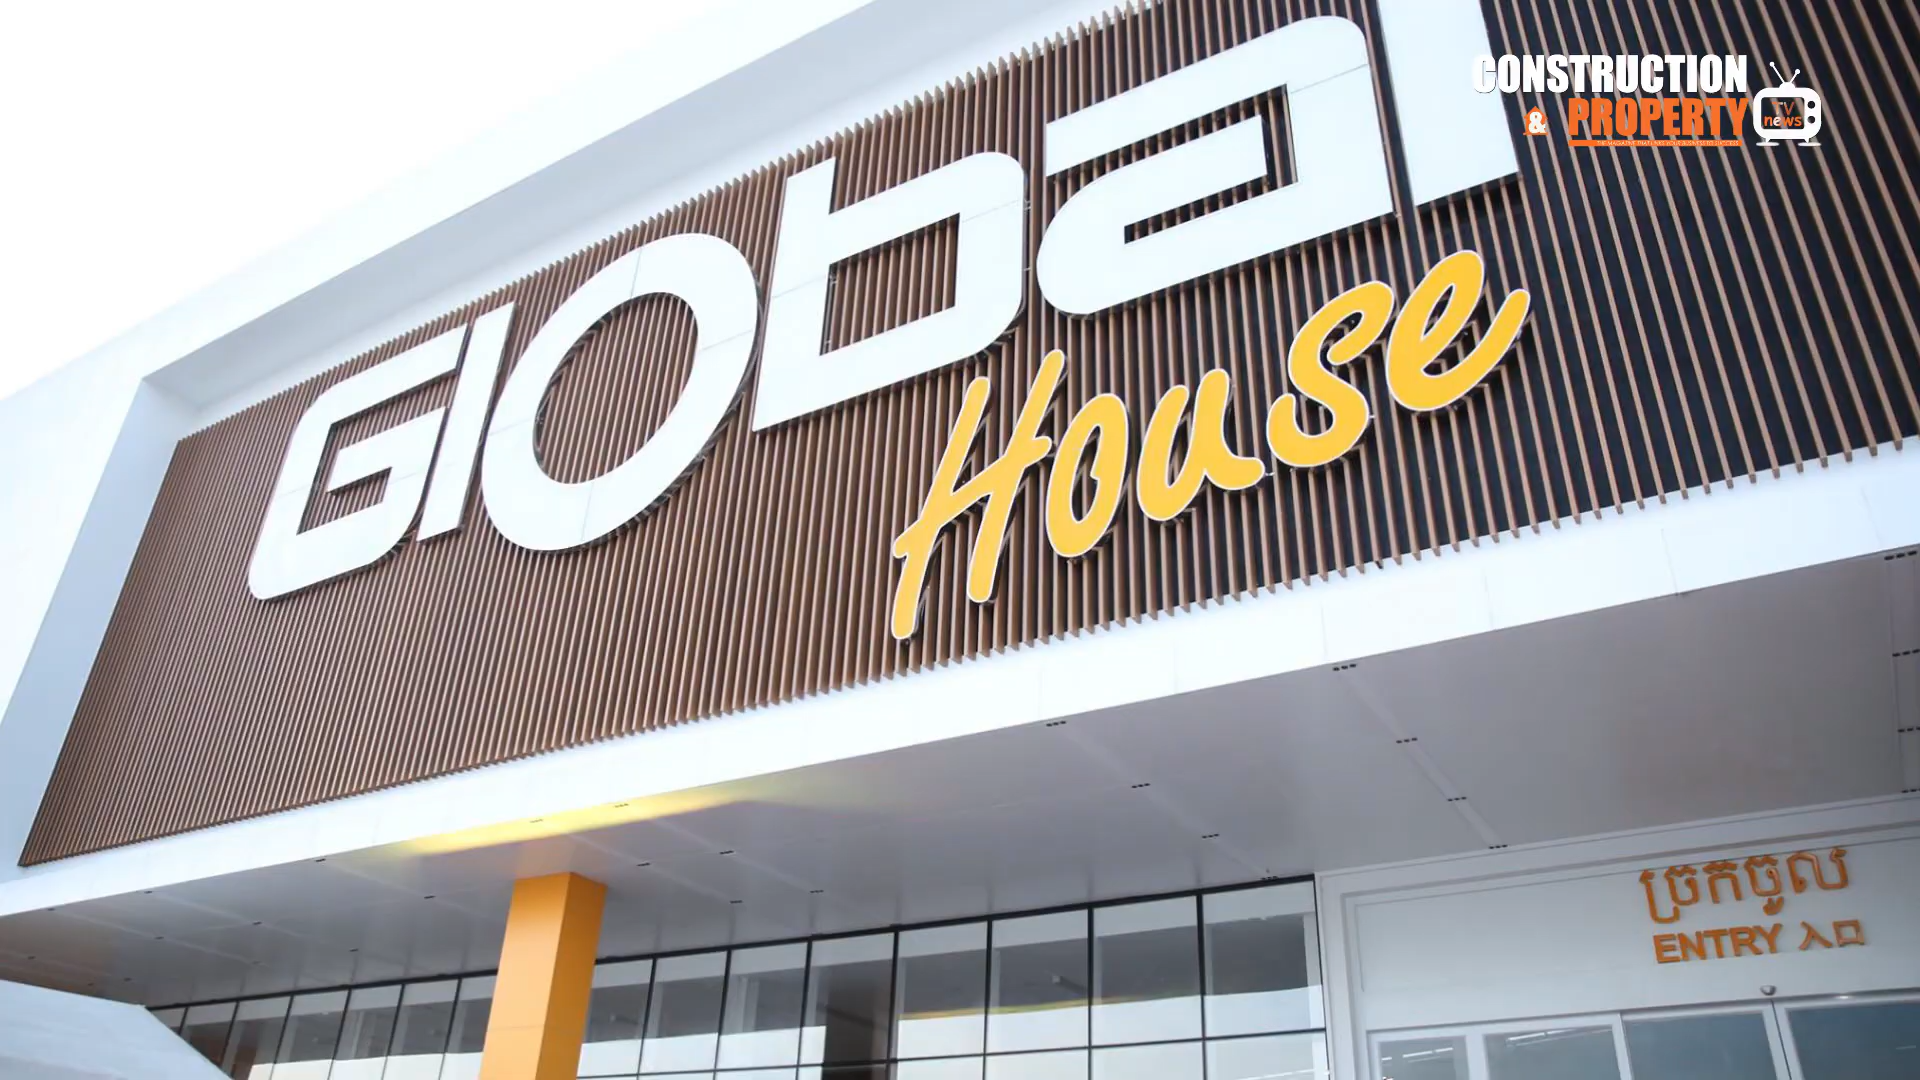 Global
House
CONSTRUCTION
& PROPERTY
TV
news
ច្រកចូល
ENTRY 入口